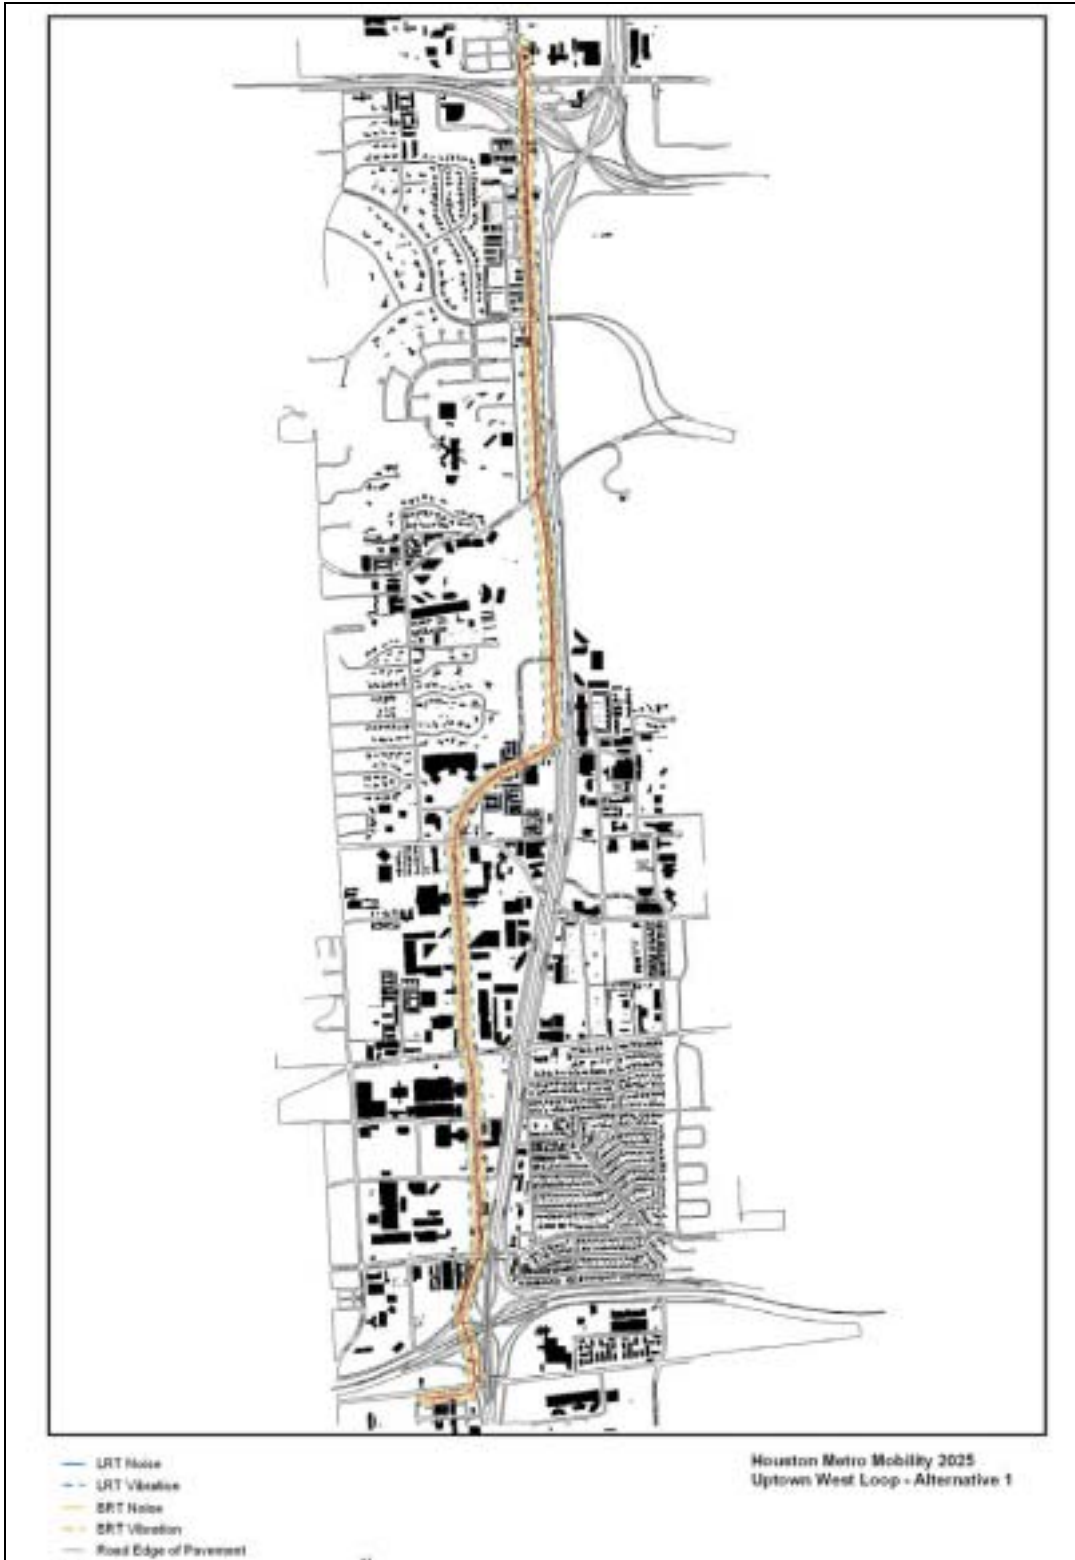 LRT Noise
LRT Vibration
BRT Noise
BRT Vibration
Road Edge of Pavement
Houston Metro Mobility 2025
Uptown West Loop - Alternative 1